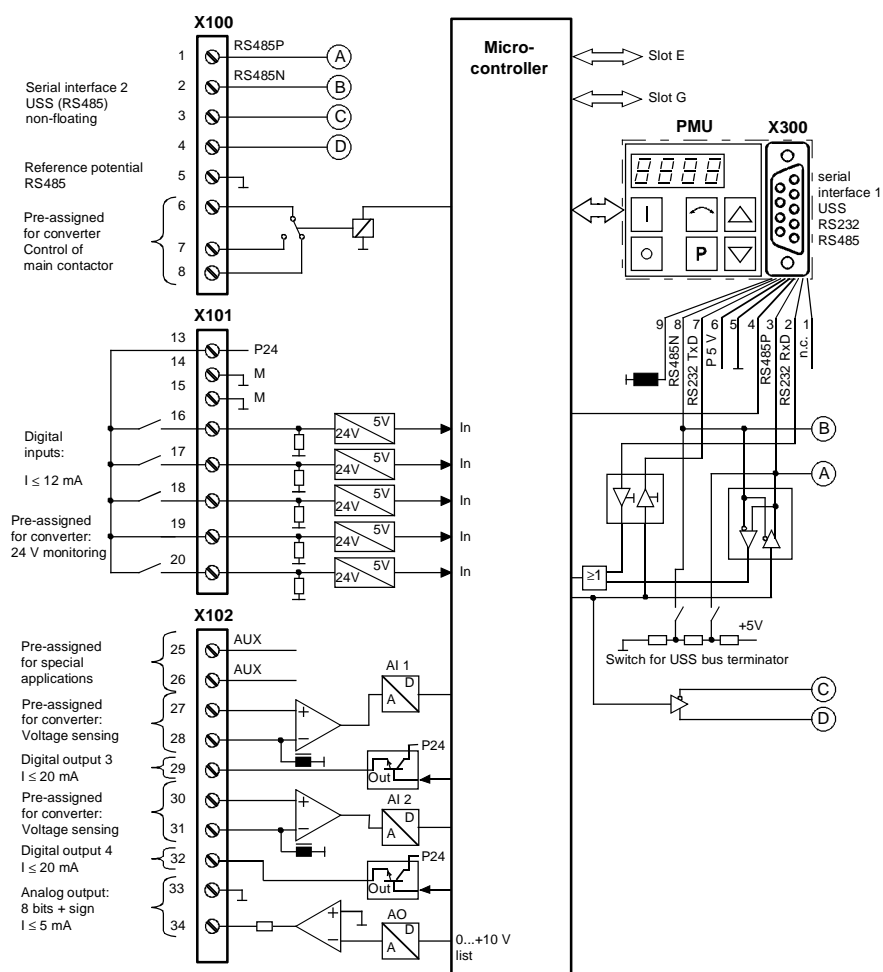 X100
1
RS485P
A
2
RS485N
B
3
C
4
D
5
6
7
8
Serial interface 2
USS (RS485)
non-floating
Reference potential
RS485
Pre-assigned
for converter
Control of
main contactor
X101
13
P24
14
M
15
M
16
17
18
19
20
24V
5V
In
24V
5V
In
24V
5V
In
24V
5V
In
24V
5V
In
Digital
inputs:
I ≤ 12 mA
Pre-assigned
for converter:
24 V monitoring
X102
25
AUX
26
AUX
27
28
29
30
31
32
33
34
Pre-assigned
for special
applications
Pre-assigned
for converter:
Voltage sensing
Digital output 3
I ≤ 20 mA
Pre-assigned
for converter:
Voltage sensing
Digital output 4
I ≤ 20 mA
Analog output:
8 bits + sign
I ≤ 5 mA
AI 1
D
A
P24
Out
AI 2
D
A
P24
Out
AO
D
A
0...+10 V
list
Micro-
controller
Slot E
Slot G
PMU
X300
8888
I
P
serial
interface 1
USS
RS232
RS485
9
8
7
6
5
4
3
2
1
RS485N
RS232 TxD
P 5 V
RS485P
RS232 RxD
n.c.
B
A
≥1
+5V
Switch for USS bus terminator
C
D